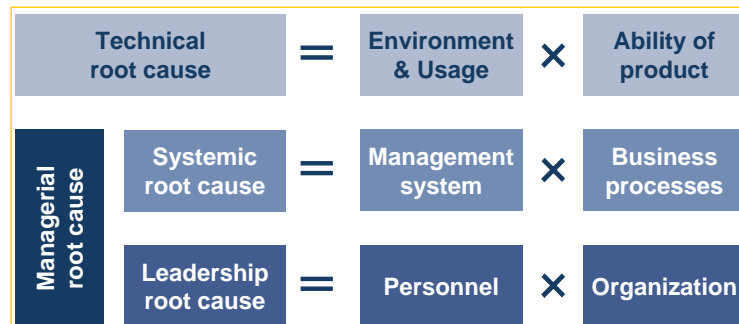 Technical
root cause
=
Environment
& Usage
×
Ability of
product
Managerial
root cause
Systemic
root cause
=
Management
system
×
Business
processes
Leadership
root cause
=
Personnel
×
Organization